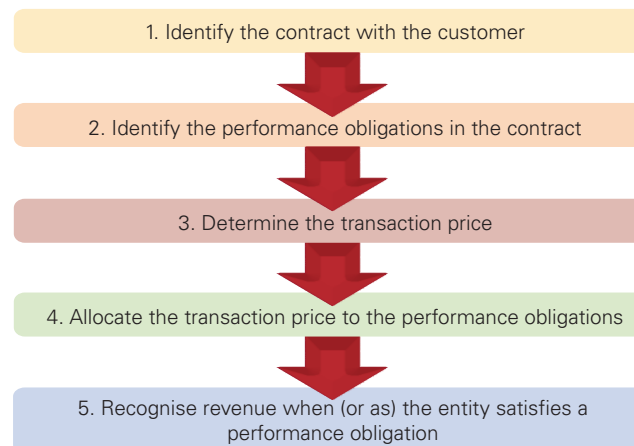 1. Identify the contract with the customer
2. Identify the performance obligations in the contract
3. Determine the transaction price
4. Allocate the transaction price to the performance obligations
5. Recognise revenue when (or as) the entity satisfies a
performance obligation